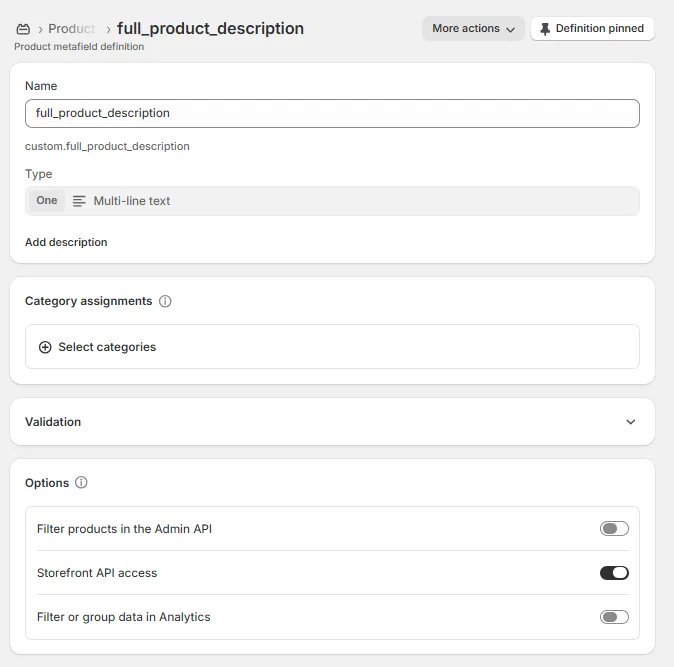 Product › full_product_description
More actions
Definition pinned
Product metafield definition
Name
full_product_description
custom.full_product_description
Type
One Multi-line text
Add description
Category assignments
Select categories
Validation
Options
Filter products in the Admin API
Storefront API access
Filter or group data in Analytics